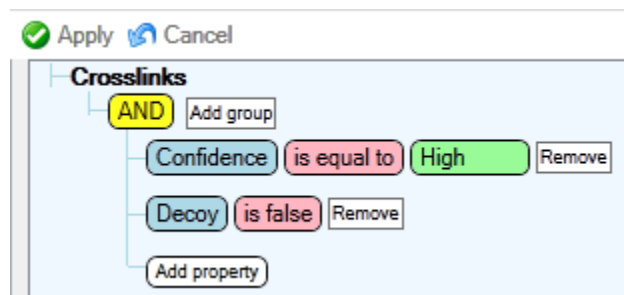 Apply Cancel
Crosslinks
AND Add group
Confidence is equal to High Remove
Decoy is false Remove
Add property